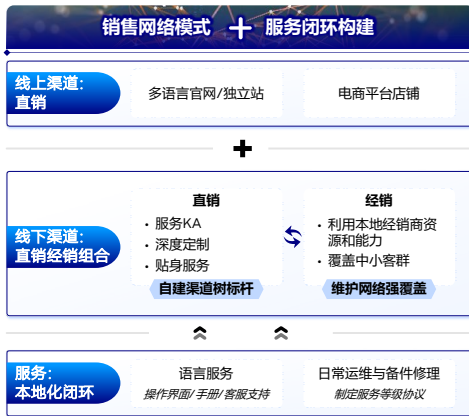 销售网络模式 + 服务闭环构建
线上渠道：
直销
多语言官网/独立站
电商平台店铺
+
线下渠道：
直销经销组合
直销
· 服务KA
· 深度定制
· 贴身服务
自建渠道树标杆
经销
· 利用本地经销商资
源和能力
· 覆盖中小客群
维护网络强覆盖
服务：
本地化闭环
语言服务
操作界面/手册/客服支持
日常运维与备件修理
制定服务等级协议